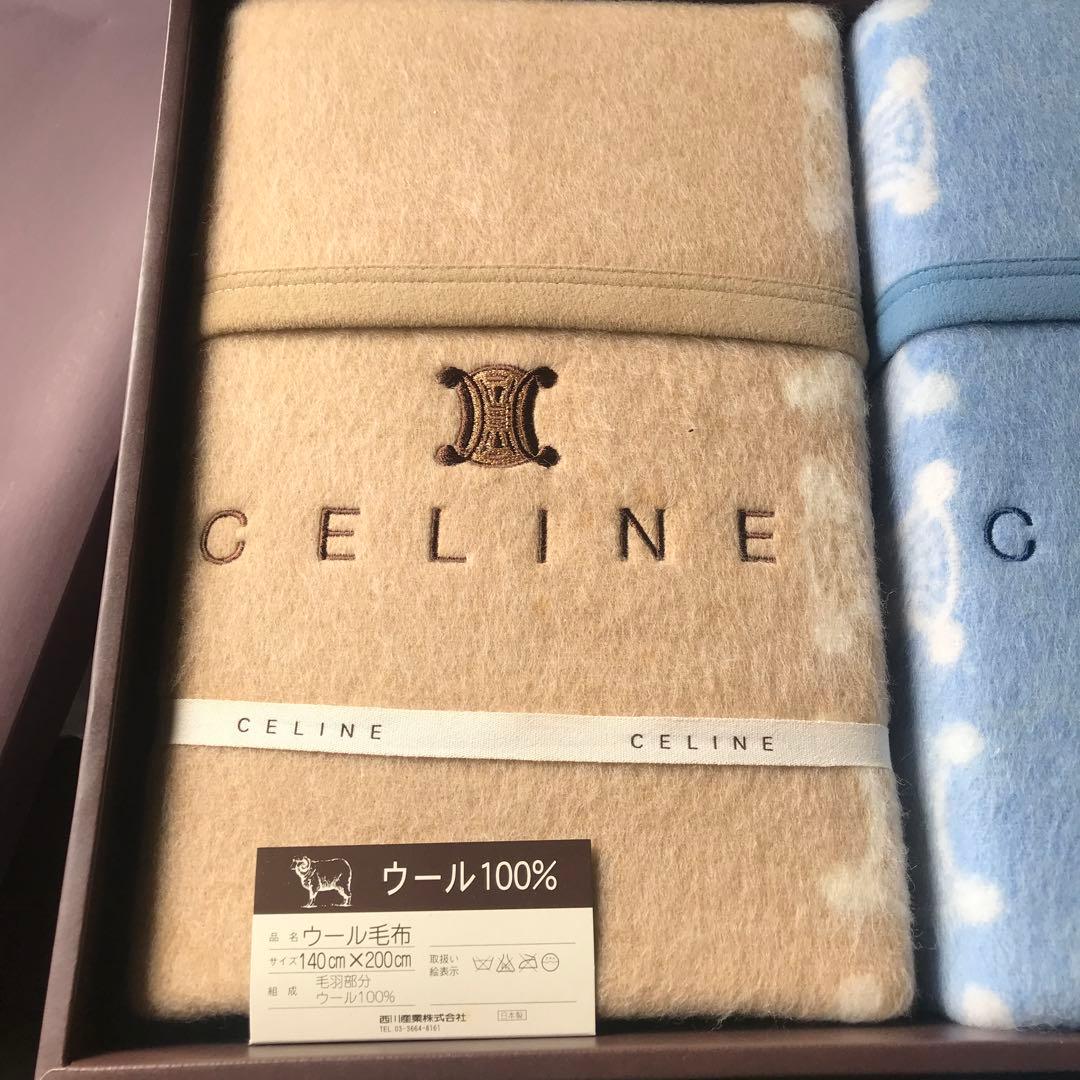 CELINE
C
CELINE CELINE
ウール100%
品名 ウール毛布
サイズ 140cm×200cm
組成 毛羽部分
ウール100%
取扱い
絵表示
西川産業株式会社 日本製
TEL 03-3664-8161